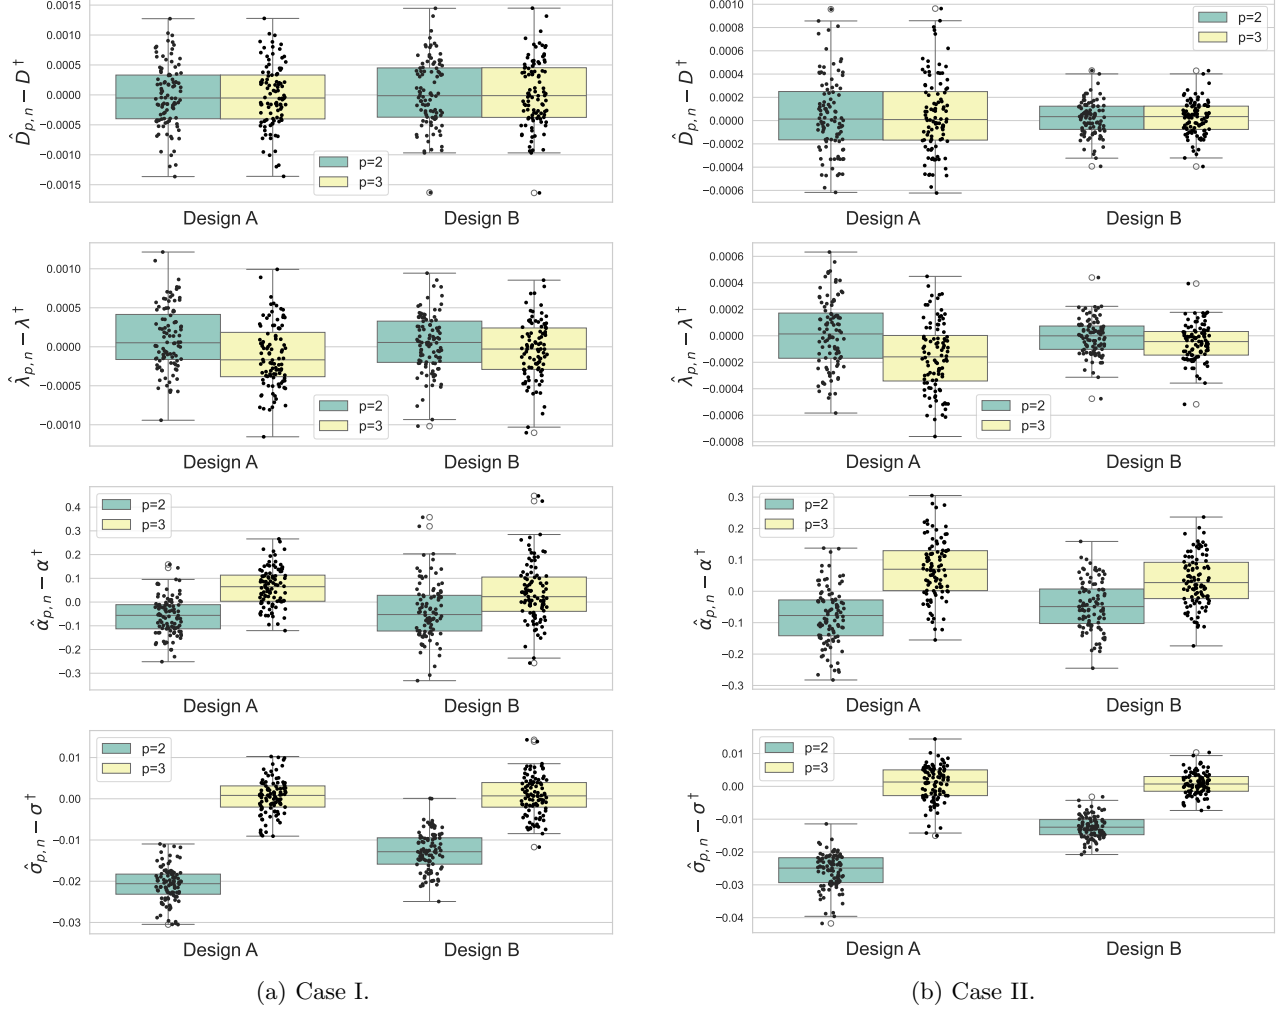 0.0015
0.0010
0.0005
0.0000
−0.0005
−0.0010
−0.0015
D̂p,n − D†
p=2
p=3
Design A Design B
0.0010
0.0005
0.0000
−0.0005
−0.0010
λ̂p,n − λ†
p=2
p=3
Design A Design B
0.4
0.3
0.2
0.1
0.0
−0.1
−0.2
−0.3
α̂p,n − α†
p=2
p=3
Design A Design B
0.01
0.00
−0.01
−0.02
−0.03
σ̂p,n − σ†
p=2
p=3
Design A Design B
(a) Case I.
0.0010
0.0008
0.0006
0.0004
0.0002
0.0000
−0.0002
−0.0004
−0.0006
D̂p,n − D†
p=2
p=3
Design A Design B
0.0006
0.0004
0.0002
0.0000
−0.0002
−0.0004
−0.0006
−0.0008
λ̂p,n − λ†
p=2
p=3
Design A Design B
0.3
0.2
0.1
0.0
−0.1
−0.2
−0.3
α̂p,n − α†
p=2
p=3
Design A Design B
0.01
0.00
−0.01
−0.02
−0.03
−0.04
σ̂p,n − σ†
p=2
p=3
Design A Design B
(b) Case II.